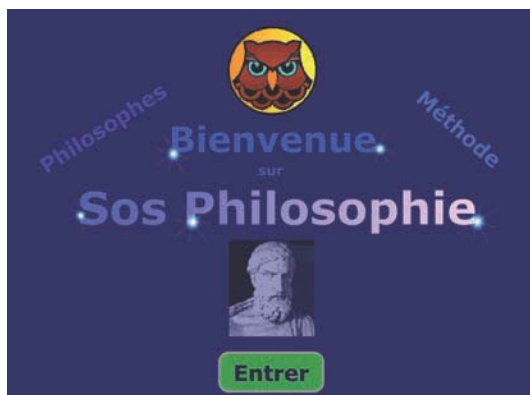 Philosophes
Méthode
Bienvenue
sur
Sos Philosophie
Entrer